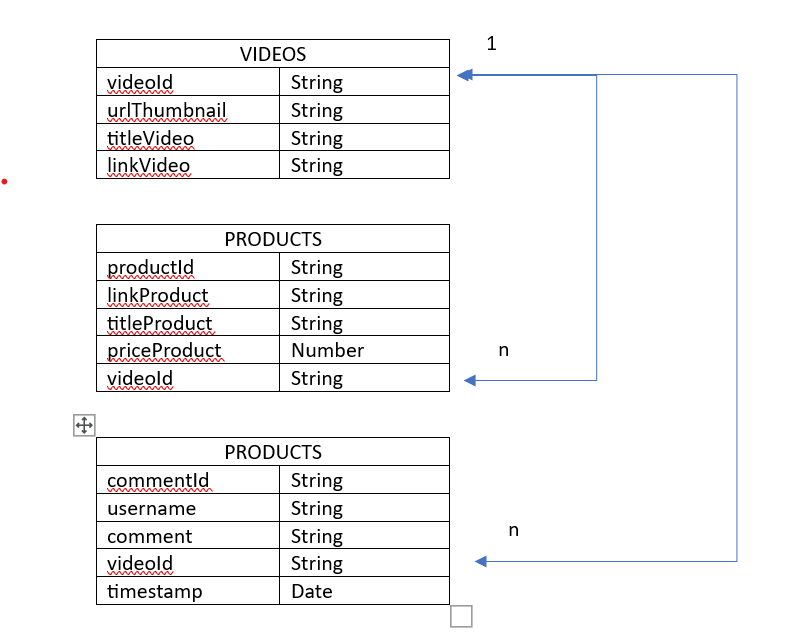 1
VIDEOS
videoId String
urlThumbnail String
titleVideo String
linkVideo String
PRODUCTS
productId String
linkProduct String
titleProduct String
priceProduct Number
n
videoId String
PRODUCTS
commentId String
username String
comment String
n
videoId String
timestamp Date